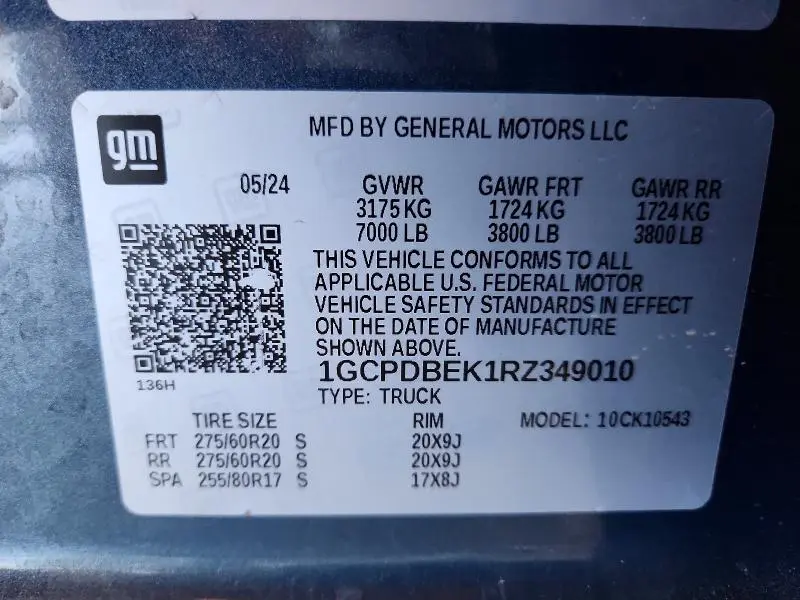 gm
MFD BY GENERAL MOTORS LLC
05/24 GVWR GAWR FRT GAWR RR
3175 KG 1724 KG 1724 KG
7000 LB 3800 LB 3800 LB
THIS VEHICLE CONFORMS TO ALL
APPLICABLE U.S. FEDERAL MOTOR
VEHICLE SAFETY STANDARDS IN EFFECT
ON THE DATE OF MANUFACTURE
SHOWN ABOVE.
1GCPDBEK1RZ349010
136H
TYPE: TRUCK
TIRE SIZE RIM MODEL: 10CK10543
FRT 275/60R20 S 20X9J
RR 275/60R20 S 20X9J
SPA 255/80R17 S 17X8J